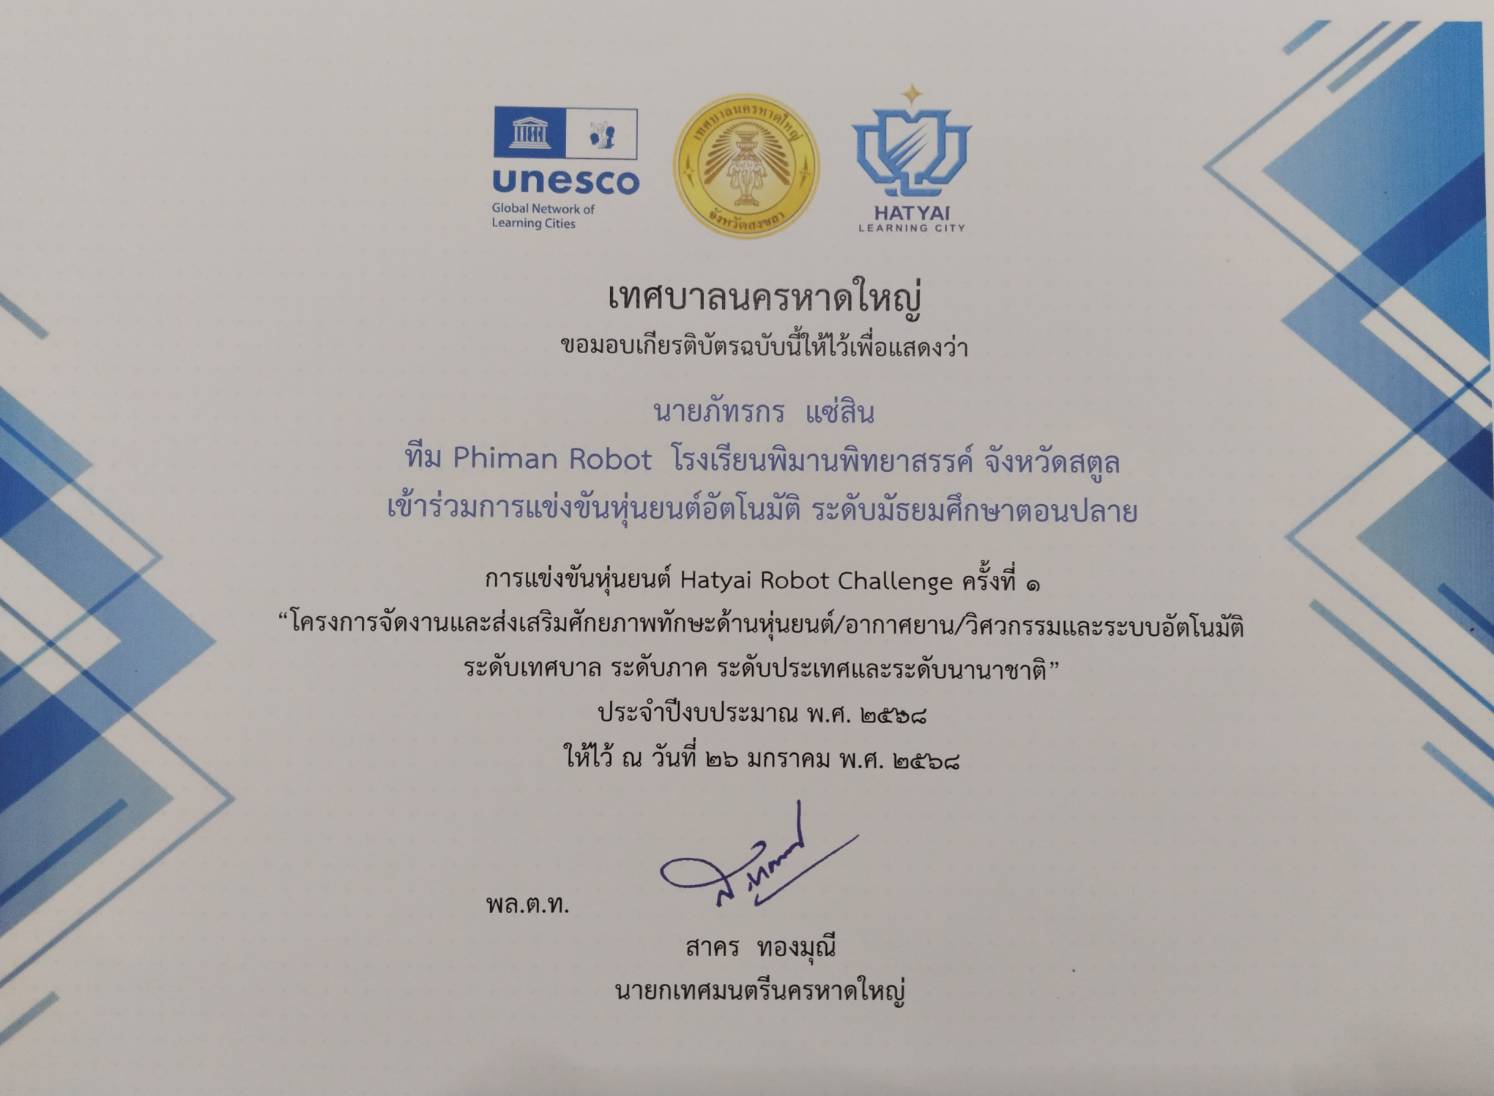 unesco
Global Network of
Learning Cities
เทศบาลนครหาดใหญ่
จังหวัดสงขลา
HATYAI
LEARNING CITY
เทศบาลนครหาดใหญ่
ขอมอบเกียรติบัตรฉบับนี้ให้ไว้เพื่อแสดงว่า
นายภัทรกร แซ่สิน
ทีม Phiman Robot โรงเรียนพิมานพิทยาสรรค์ จังหวัดสตูล
เข้าร่วมการแข่งขันหุ่นยนต์อัตโนมัติ ระดับมัธยมศึกษาตอนปลาย
การแข่งขันหุ่นยนต์ Hatyai Robot Challenge ครั้งที่ ๑
“โครงการจัดงานและส่งเสริมศักยภาพทักษะด้านหุ่นยนต์/อากาศยาน/วิศวกรรมและระบบอัตโนมัติ
ระดับเทศบาล ระดับภาค ระดับประเทศและระดับนานาชาติ”
ประจำปีงบประมาณ พ.ศ. ๒๕๖๘
ให้ไว้ ณ วันที่ ๒๖ มกราคม พ.ศ. ๒๕๖๘
พล.ต.ท.
สาคร ทองมุณี
นายกเทศมนตรีนครหาดใหญ่